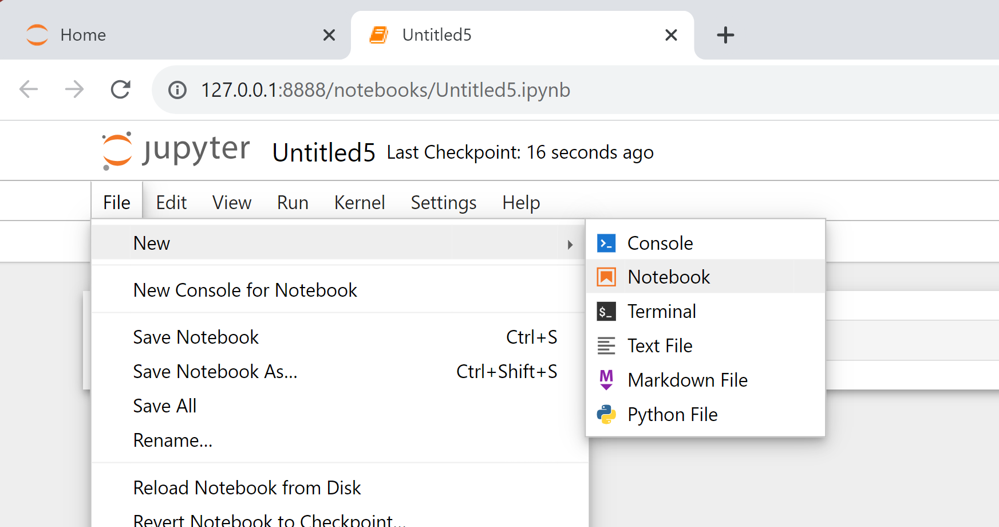 Home
Untitled5
127.0.0.1:8888/notebooks/Untitled5.ipynb
jupyter Untitled5 Last Checkpoint: 16 seconds ago
File Edit View Run Kernel Settings Help
New
New Console for Notebook
Save Notebook Ctrl+S
Save Notebook As... Ctrl+Shift+S
Save All
Rename...
Reload Notebook from Disk
Revert Notebook to Checkpoint...
Console
Notebook
$_ Terminal
Text File
M Markdown File
Python File